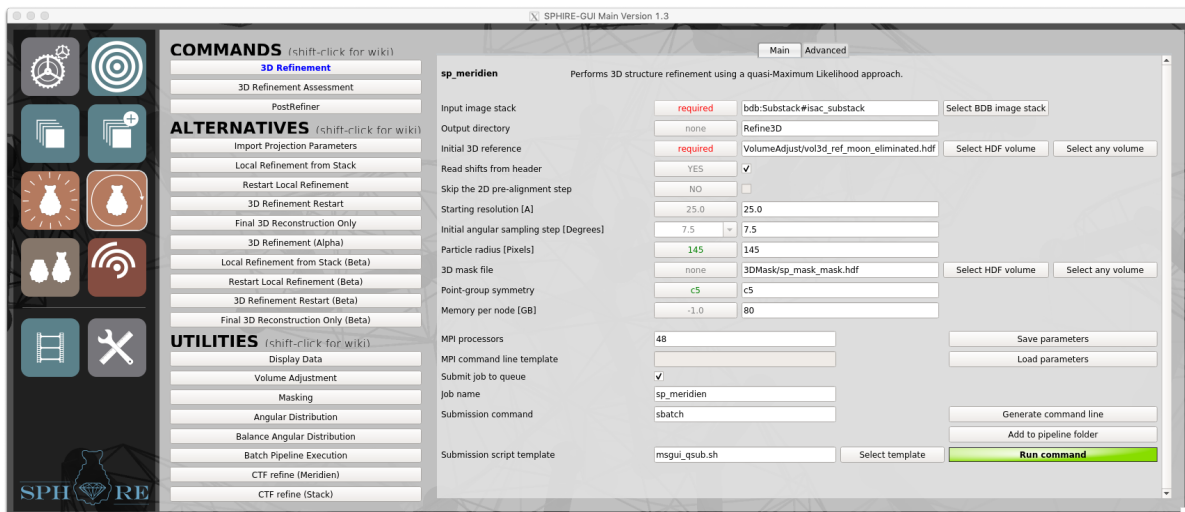 SPHIRE-GUI Main Version 1.3
COMMANDS (shift-click for wiki)
3D Refinement
3D Refinement Assessment
PostRefiner
ALTERNATIVES (shift-click for wiki)
Import Projection Parameters
Local Refinement from Stack
Restart Local Refinement
3D Refinement Restart
Final 3D Reconstruction Only
3D Refinement (Alpha)
Local Refinement from Stack (Beta)
Restart Local Refinement (Beta)
3D Refinement Restart (Beta)
Final 3D Reconstruction Only (Beta)
UTILITIES (shift-click for wiki)
Display Data
Volume Adjustment
Masking
Angular Distribution
Balance Angular Distribution
Batch Pipeline Execution
CTF refine (Meridien)
CTF refine (Stack)
SPHIRE
Main Advanced
sp_meridien Performs 3D structure refinement using a quasi-Maximum Likelihood approach.
Input image stack required bdb:Substack#isac_substack Select BDB image stack
Output directory none Refine3D
Initial 3D reference required VolumeAdjust/vol3d_ref_moon_eliminated.hdf Select HDF volume Select any volume
Read shifts from header YES
Skip the 2D pre-alignment step NO
Starting resolution [A] 25.0 25.0
Initial angular sampling step [Degrees] 7.5 7.5
Particle radius [Pixels] 145 145
3D mask file none 3DMask/sp_mask_mask.hdf Select HDF volume Select any volume
Point-group symmetry c5 c5
Memory per node [GB] -1.0 80
MPI processors 48 Save parameters
MPI command line template Load parameters
Submit job to queue
Job name sp_meridien
Submission command sbatch Generate command line
Add to pipeline folder
Submission script template msgui_qsub.sh Select template Run command